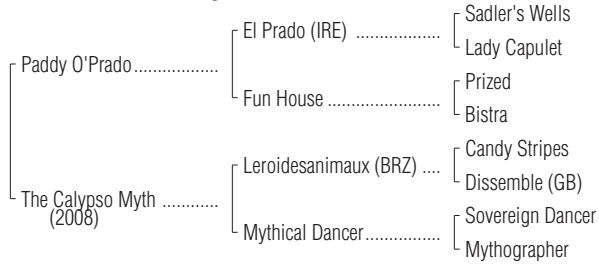 Sadler's Wells
El Prado (IRE) ..................
Lady Capulet
Paddy O'Prado..................
Prized
Fun House ........................
Bistra
Candy Stripes
Leroidesanimaux (BRZ) ....
Dissemble (GB)
The Calypso Myth ............
(2008)
Sovereign Dancer
Mythical Dancer................
Mythographer